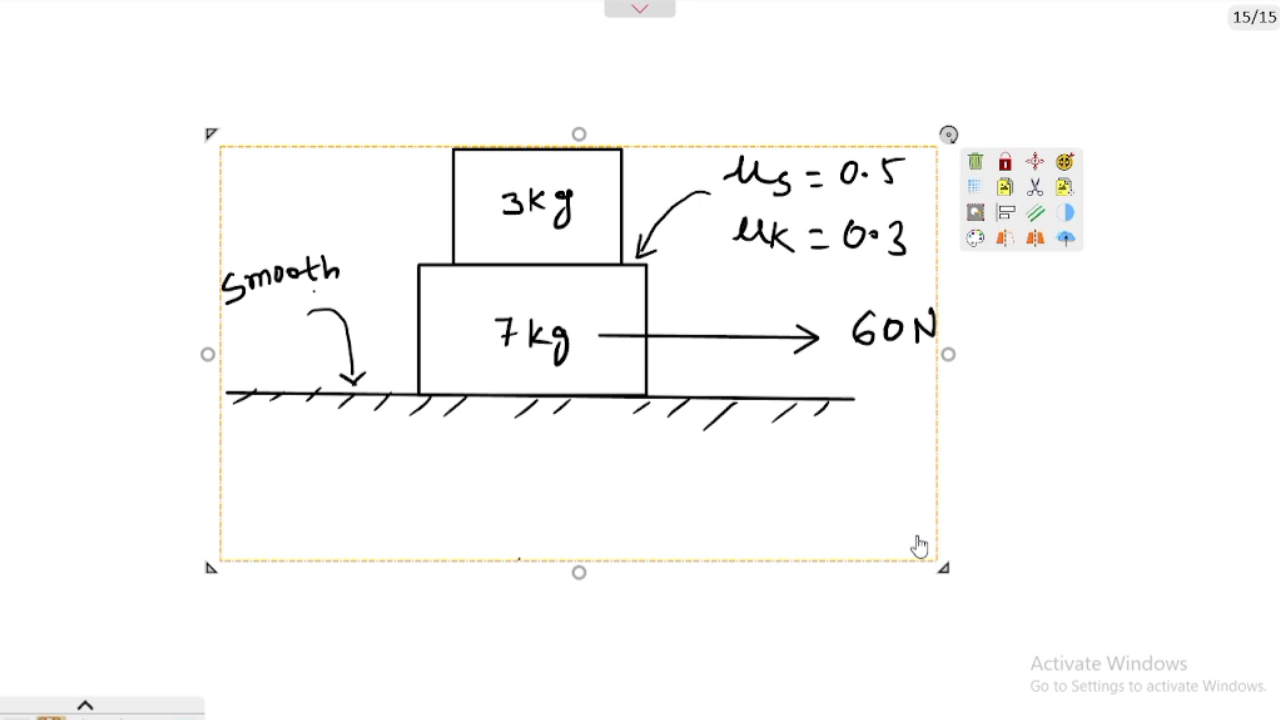 15/15
μs = 0.5
3kg
μk = 0.3
smooth
7kg
60N
Activate Windows
Go to Settings to activate Windows.